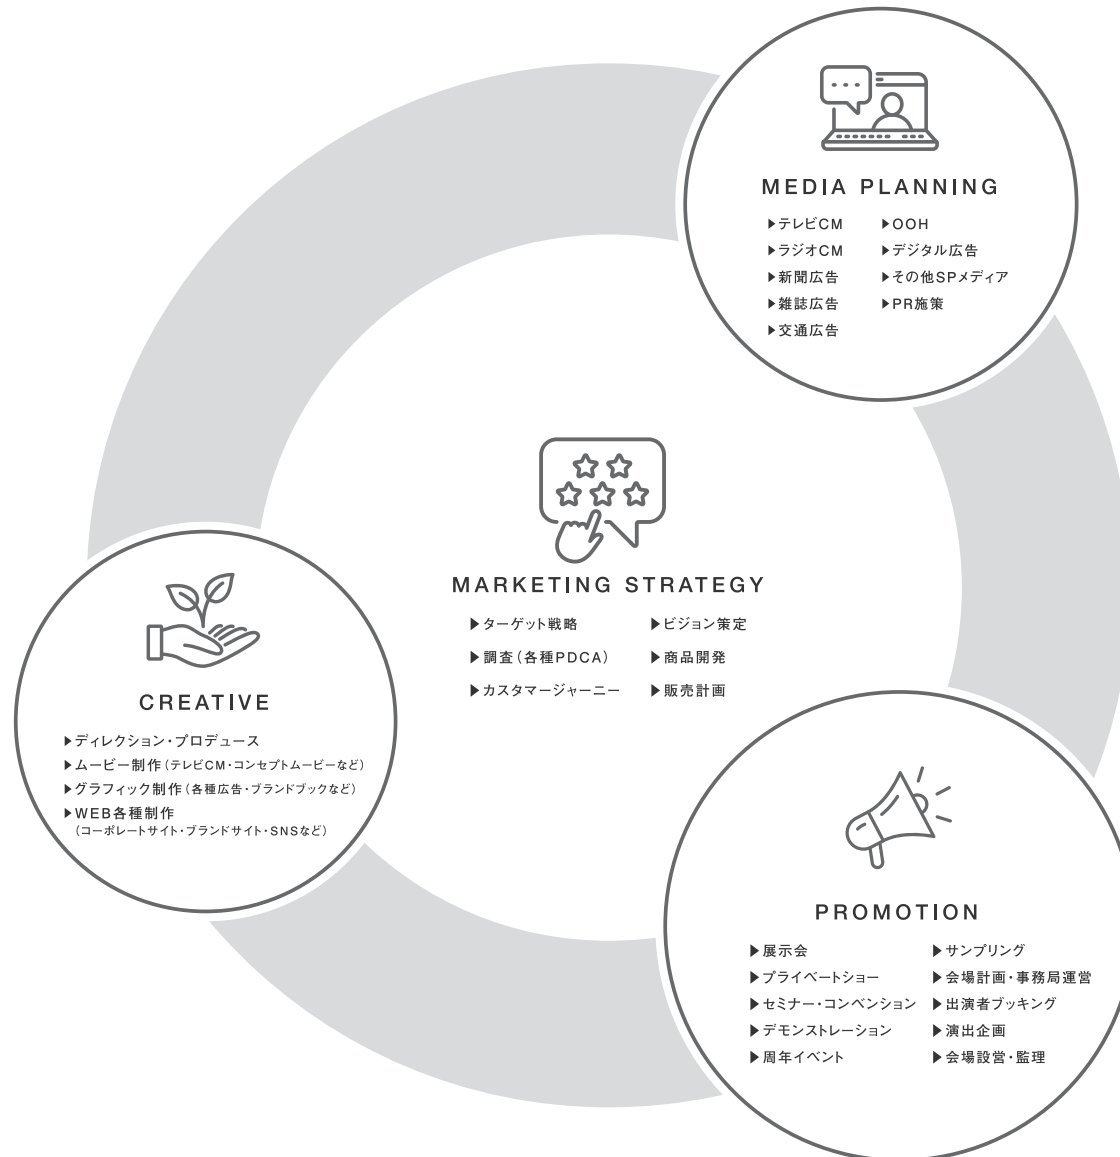 MEDIA PLANNING
▶テレビCM
▶ラジオCM
▶新聞広告
▶雑誌広告
▶交通広告
▶OOH
▶デジタル広告
▶その他SPメディア
▶PR施策
MARKETING STRATEGY
▶ターゲット戦略
▶調査(各種PDCA)
▶カスタマージャーニー
▶ビジョン策定
▶商品開発
▶販売計画
CREATIVE
▶ディレクション・プロデュース
▶ムービー制作(テレビCM・コンセプトムービーなど)
▶グラフィック制作(各種広告・ブランドブックなど)
▶WEB各種制作
(コーポレートサイト・ブランドサイト・SNSなど)
PROMOTION
▶展示会
▶プライベートショー
▶セミナー・コンベンション
▶デモンストレーション
▶周年イベント
▶サンプリング
▶会場計画・事務局運営
▶出演者ブッキング
▶演出企画
▶会場設営・監理